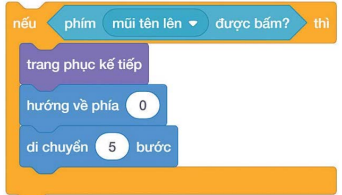 nếu phím mũi tên lên được bấm? thì
trang phục kế tiếp
hướng về phía 0
di chuyển 5 bước